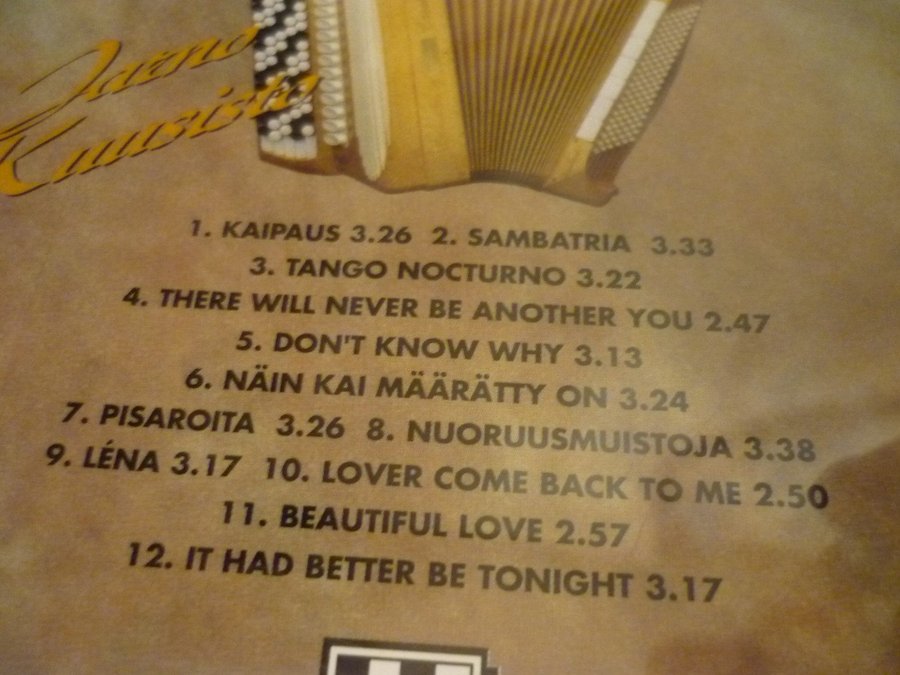 Jarno
Kuusisto
1. KAIPAUS 3.26 2. SAMBATRIA 3.33
3. TANGO NOCTURNO 3.22
4. THERE WILL NEVER BE ANOTHER YOU 2.47
5. DON'T KNOW WHY 3.13
6. NÄIN KAI MÄÄRÄTTY ON 3.24
7. PISAROITA 3.26 8. NUORUUSMUISTOJA 3.38
9. LÉNA 3.17 10. LOVER COME BACK TO ME 2.50
11. BEAUTIFUL LOVE 2.57
12. IT HAD BETTER BE TONIGHT 3.17